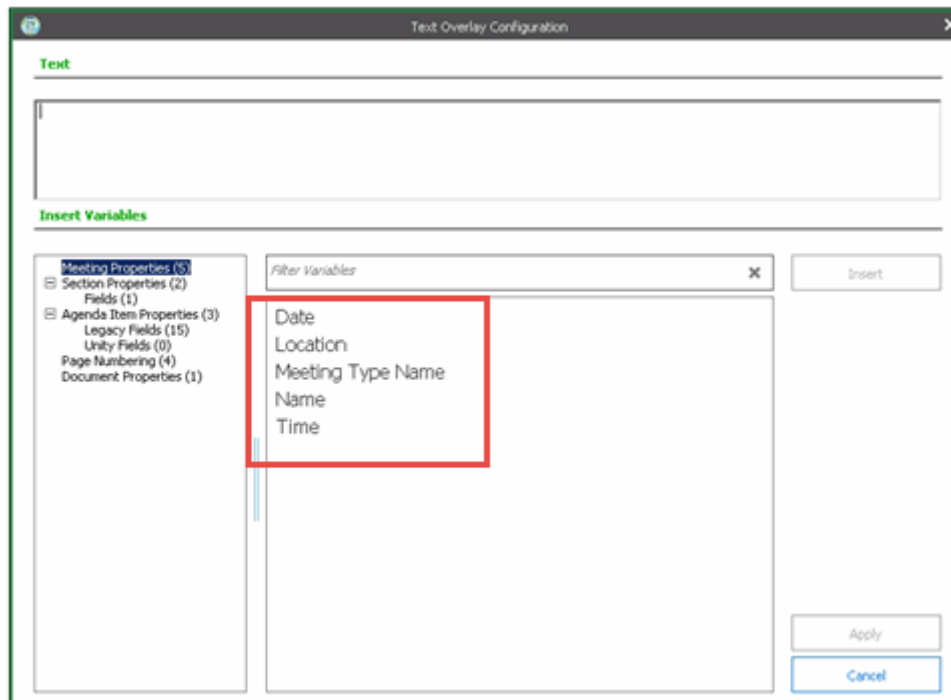 Text Overlay Configuration
Text
Insert Variables
Meeting Properties (5)
Section Properties (2)
Fields (1)
Agenda Item Properties (3)
Legacy Fields (15)
Unity Fields (0)
Page Numbering (4)
Document Properties (1)
Filter Variables
Insert
Date
Location
Meeting Type Name
Name
Time
Apply
Cancel